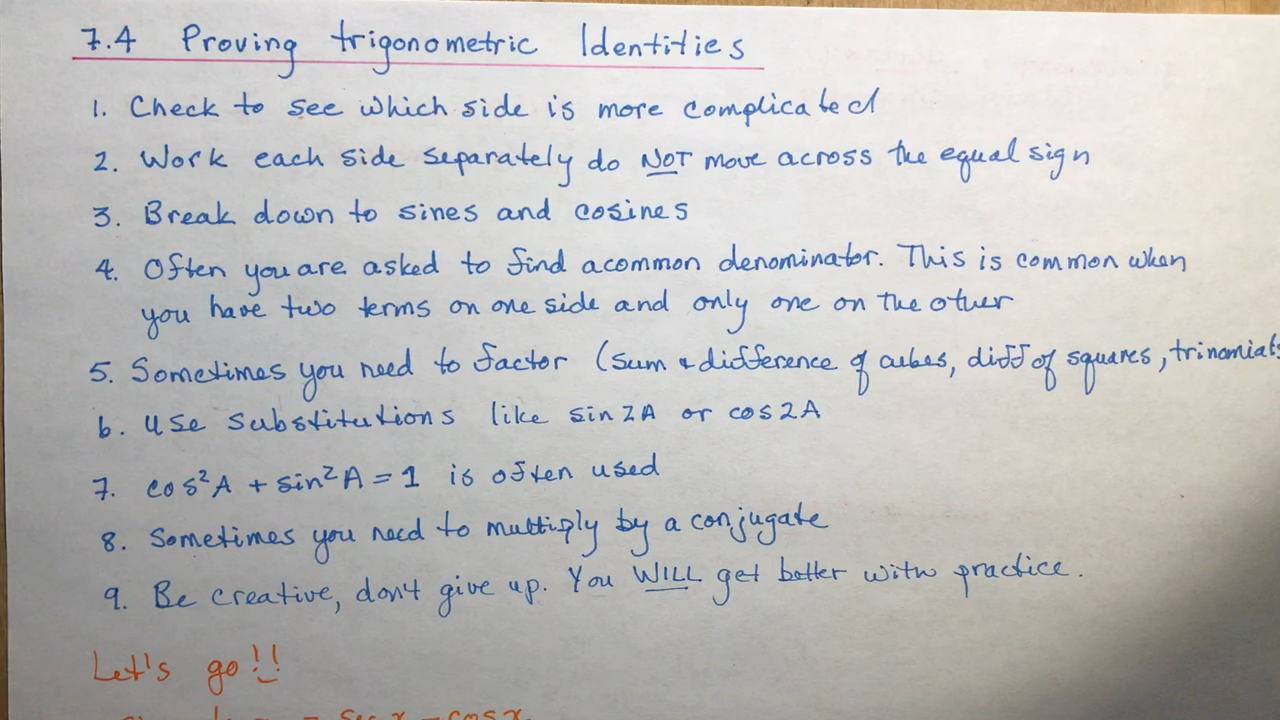 7.4 Proving trigonometric Identities
1. Check to see which side is more complicated
2. Work each side separately do NOT move across the equal sign
3. Break down to sines and cosines
4. Often you are asked to find a common denominator. This is common when
you have two terms on one side and only one on the other
5. Sometimes you need to factor (sum & difference of cubes, diff of squares, trinomials
6. Use substitutions like sin2A or cos2A
7. cos²A + sin²A = 1 is often used
8. Sometimes you need to multiply by a conjugate
9. Be creative, don't give up. You WILL get better with practice.
Let's go!!
= sec x - cos x